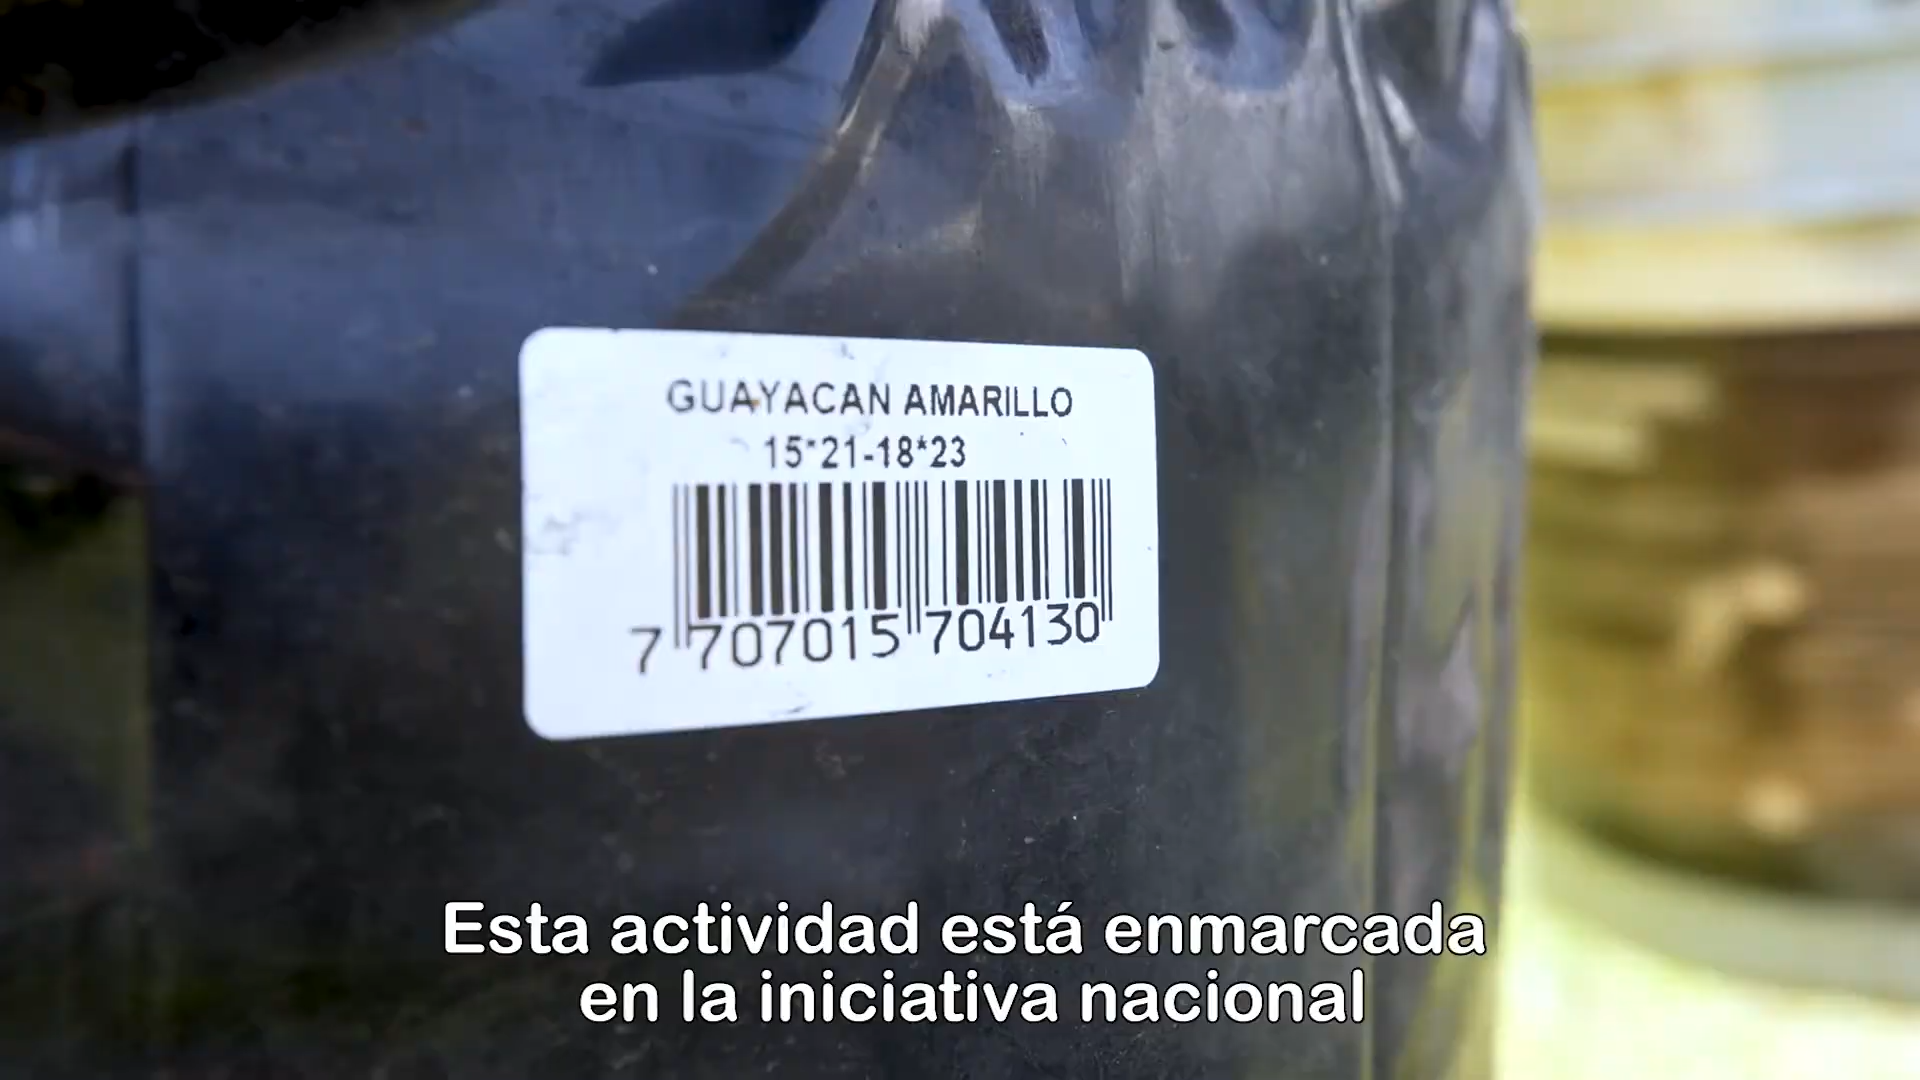 GUAYACAN AMARILLO
15*21-18*23
7 707015 704130
Esta actividad está enmarcada
en la iniciativa nacional